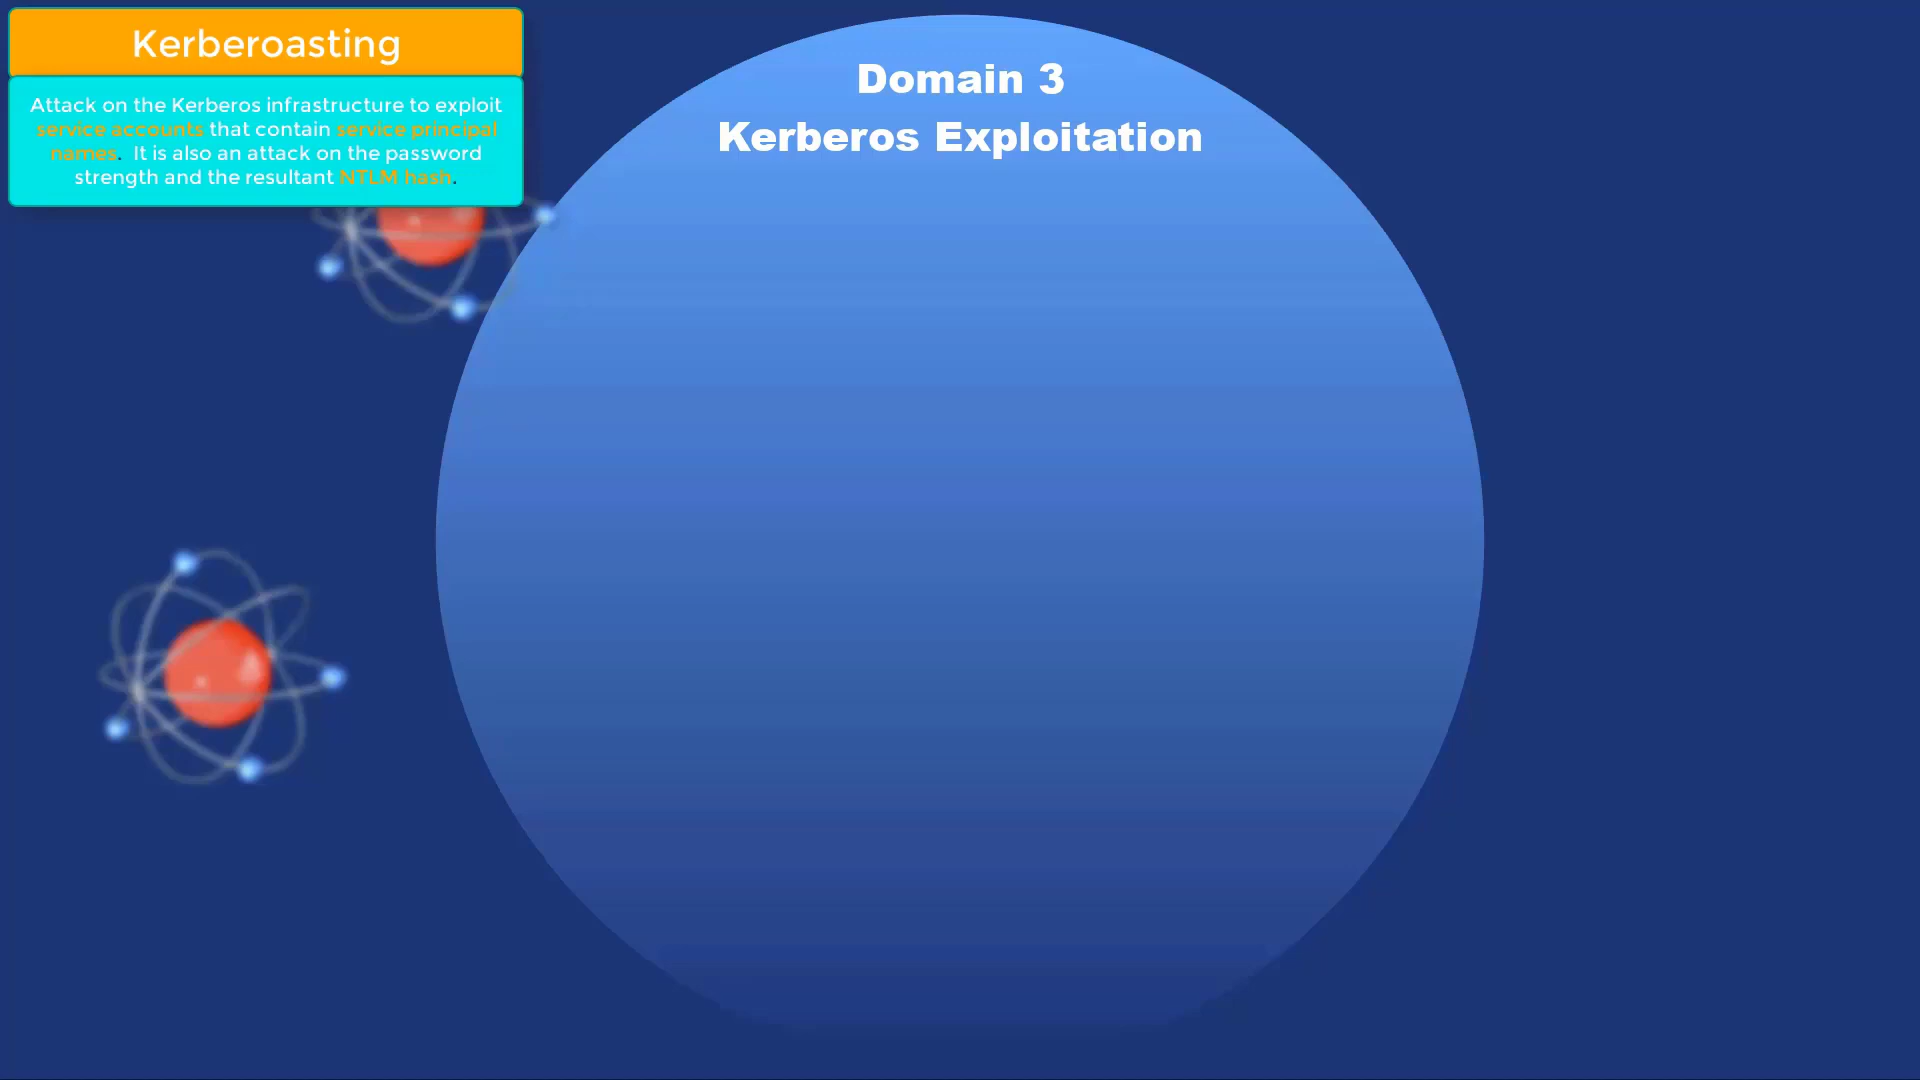 Kerberoasting
Attack on the Kerberos infrastructure to exploit
service accounts that contain service principal
names.  It is also an attack on the password
strength and the resultant NTLM hash.
Domain 3
Kerberos Exploitation